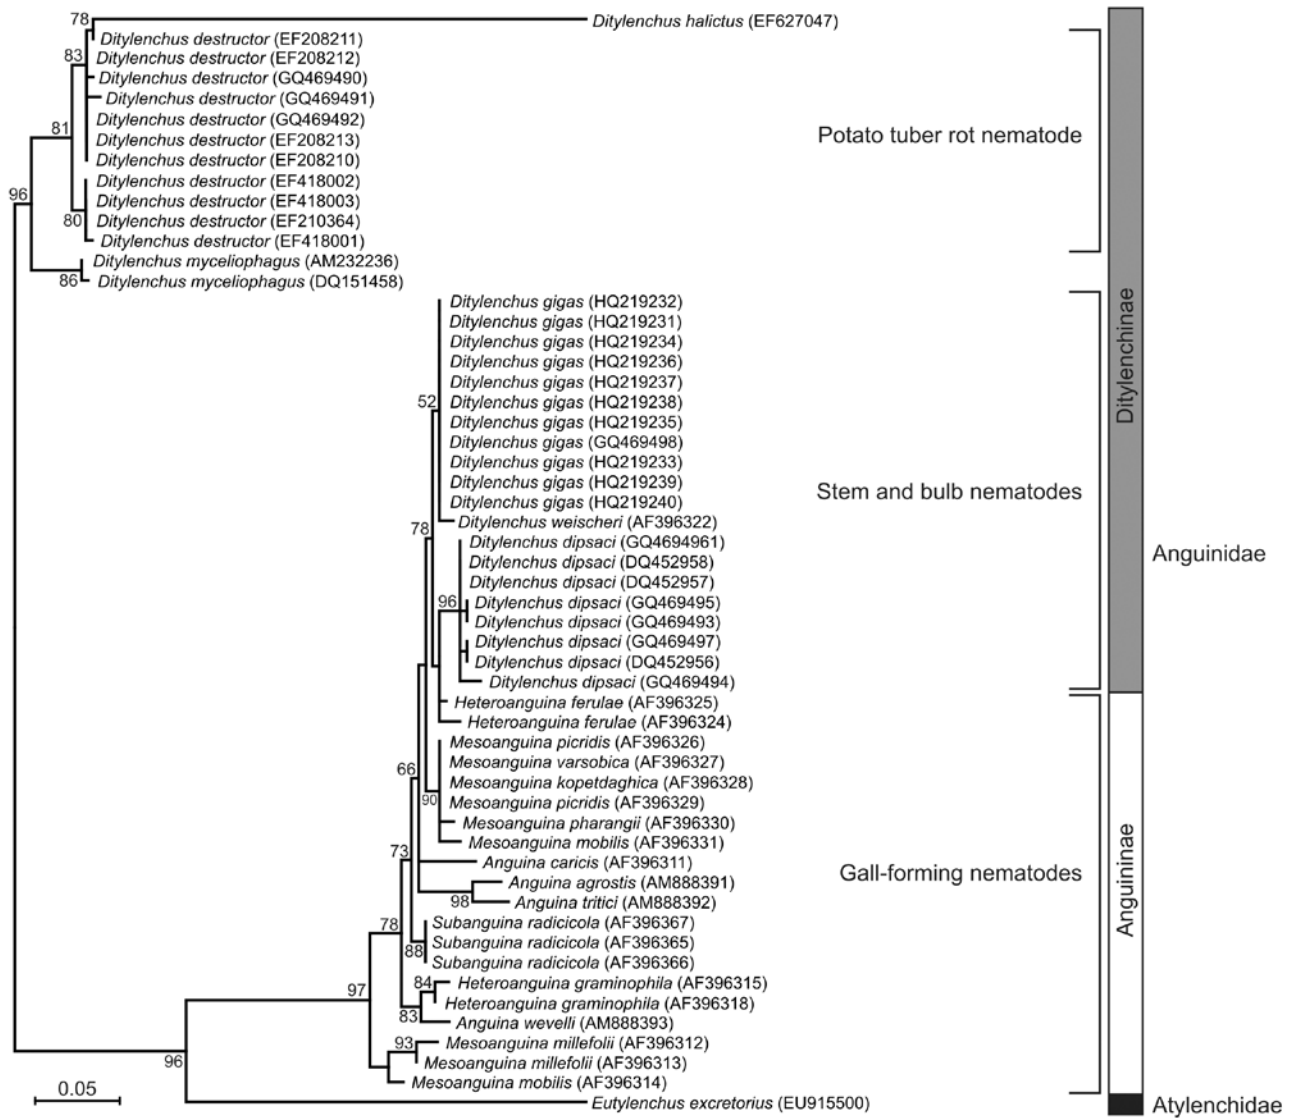 78
Ditylenchus halictus (EF627047)
Ditylenchus destructor (EF208211)
83
Ditylenchus destructor (EF208212)
Ditylenchus destructor (GQ469490)
Ditylenchus destructor (GQ469491)
Ditylenchus destructor (GQ469492)
81
Ditylenchus destructor (EF208213)
Potato tuber rot nematode
Ditylenchus destructor (EF208210)
Ditylenchus destructor (EF418002)
96
Ditylenchus destructor (EF418003)
80
Ditylenchus destructor (EF210364)
Ditylenchus destructor (EF418001)
Ditylenchus myceliophagus (AM232236)
86
Ditylenchus myceliophagus (DQ151458)
Ditylenchus gigas (HQ219232)
Ditylenchus gigas (HQ219231)
Ditylenchus gigas (HQ219234)
Ditylenchus gigas (HQ219236)
Ditylenchus gigas (HQ219237)
52
Ditylenchus gigas (HQ219238)
Ditylenchus gigas (HQ219235)
Ditylenchus gigas (GQ469498)
Ditylenchus gigas (HQ219233)
Ditylenchus gigas (HQ219239)
Stem and bulb nematodes
Ditylenchus gigas (HQ219240)
Ditylenchus weischeri (AF396322)
78
Ditylenchus dipsaci (GQ4694961)
Ditylenchus dipsaci (DQ452958)
Ditylenchus dipsaci (DQ452957)
96
Ditylenchus dipsaci (GQ469495)
Ditylenchus dipsaci (GQ469493)
Ditylenchus dipsaci (GQ469497)
Ditylenchus dipsaci (DQ452956)
Ditylenchus dipsaci (GQ469494)
Heteroanguina ferulae (AF396325)
Heteroanguina ferulae (AF396324)
Mesoanguina picridis (AF396326)
Mesoanguina varsobica (AF396327)
66
Mesoanguina kopetdaghica (AF396328)
90
Mesoanguina picridis (AF396329)
Mesoanguina pharangii (AF396330)
Mesoanguina mobilis (AF396331)
73
Anguina caricis (AF396311)
Gall-forming nematodes
Anguina agrostis (AM888391)
98
Anguina tritici (AM888392)
78
Subanguina radicicola (AF396367)
Subanguina radicicola (AF396365)
88
Subanguina radicicola (AF396366)
84
Heteroanguina graminophila (AF396315)
97
Heteroanguina graminophila (AF396318)
83
Anguina wevelli (AM888393)
93
Mesoanguina millefolii (AF396312)
Mesoanguina millefolii (AF396313)
96
Mesoanguina mobilis (AF396314)
0.05
Eutylenchus excretorius (EU915500)
Ditylenchinae
Anguininae
Anguinidae
Atylenchidae